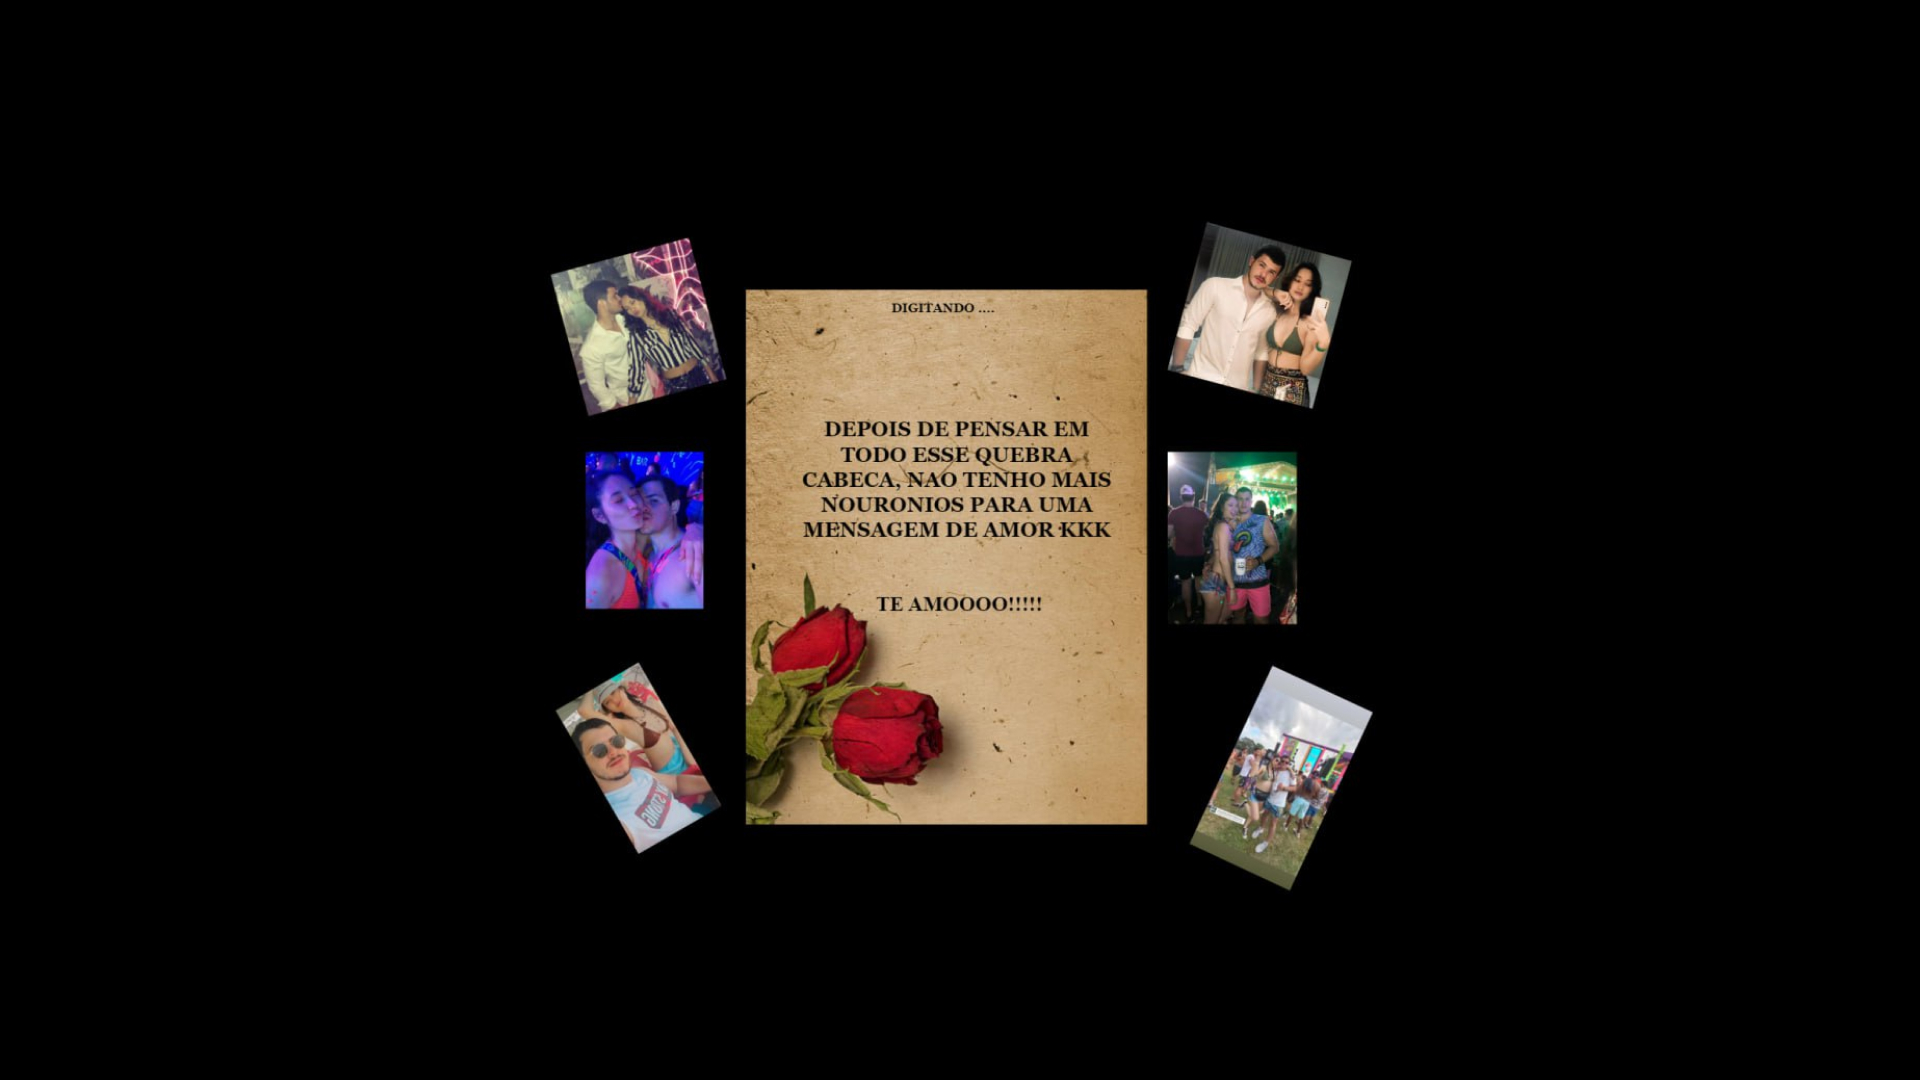 DIGITANDO ....
DEPOIS DE PENSAR EM
TODO ESSE QUEBRA
CABECA, NAO TENHO MAIS
NOURONIOS PARA UMA
MENSAGEM DE AMOR KKK
TE AMOOOO!!!!!